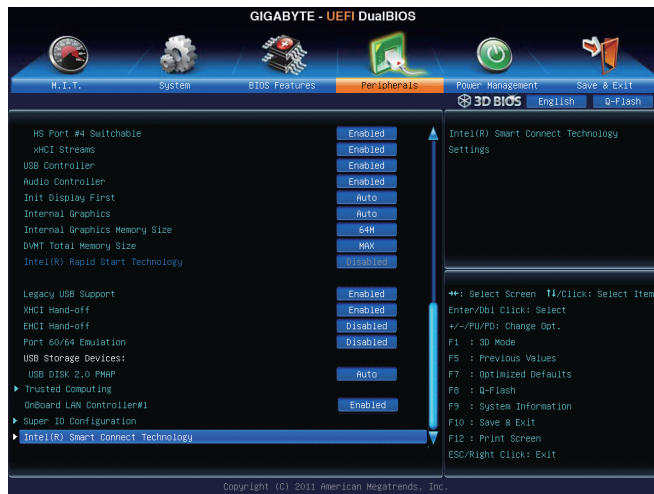 GIGABYTE - UEFI DualBIOS
M.I.T. System BIOS Features Peripherals Power Management Save & Exit
3D BIOS English Q-Flash
HS Port #4 Switchable Enabled
xHCI Streams Enabled
USB Controller Enabled
Audio Controller Enabled
Init Display First Auto
Internal Graphics Auto
Internal Graphics Memory Size 64M
DVMT Total Memory Size MAX
Intel(R) Rapid Start Technology Disabled
Legacy USB Support Enabled
XHCI Hand-off Enabled
EHCI Hand-off Disabled
Port 60/64 Emulation Disabled
USB Storage Devices:
USB DISK 2.0 PMAP Auto
Trusted Computing
OnBoard LAN Controller#1 Enabled
Super IO Configuration
Intel(R) Smart Connect Technology
Intel(R) Smart Connect Technology
Settings
→←: Select Screen ↑↓/Click: Select Item
Enter/Dbl Click: Select
+/-/PU/PD: Change Opt.
F1 : 3D Mode
F5 : Previous Values
F7 : Optimized Defaults
F8 : Q-Flash
F9 : System Information
F10 : Save & Exit
F12 : Print Screen
ESC/Right Click: Exit
Copyright (C) 2011 American Megatrends, Inc.